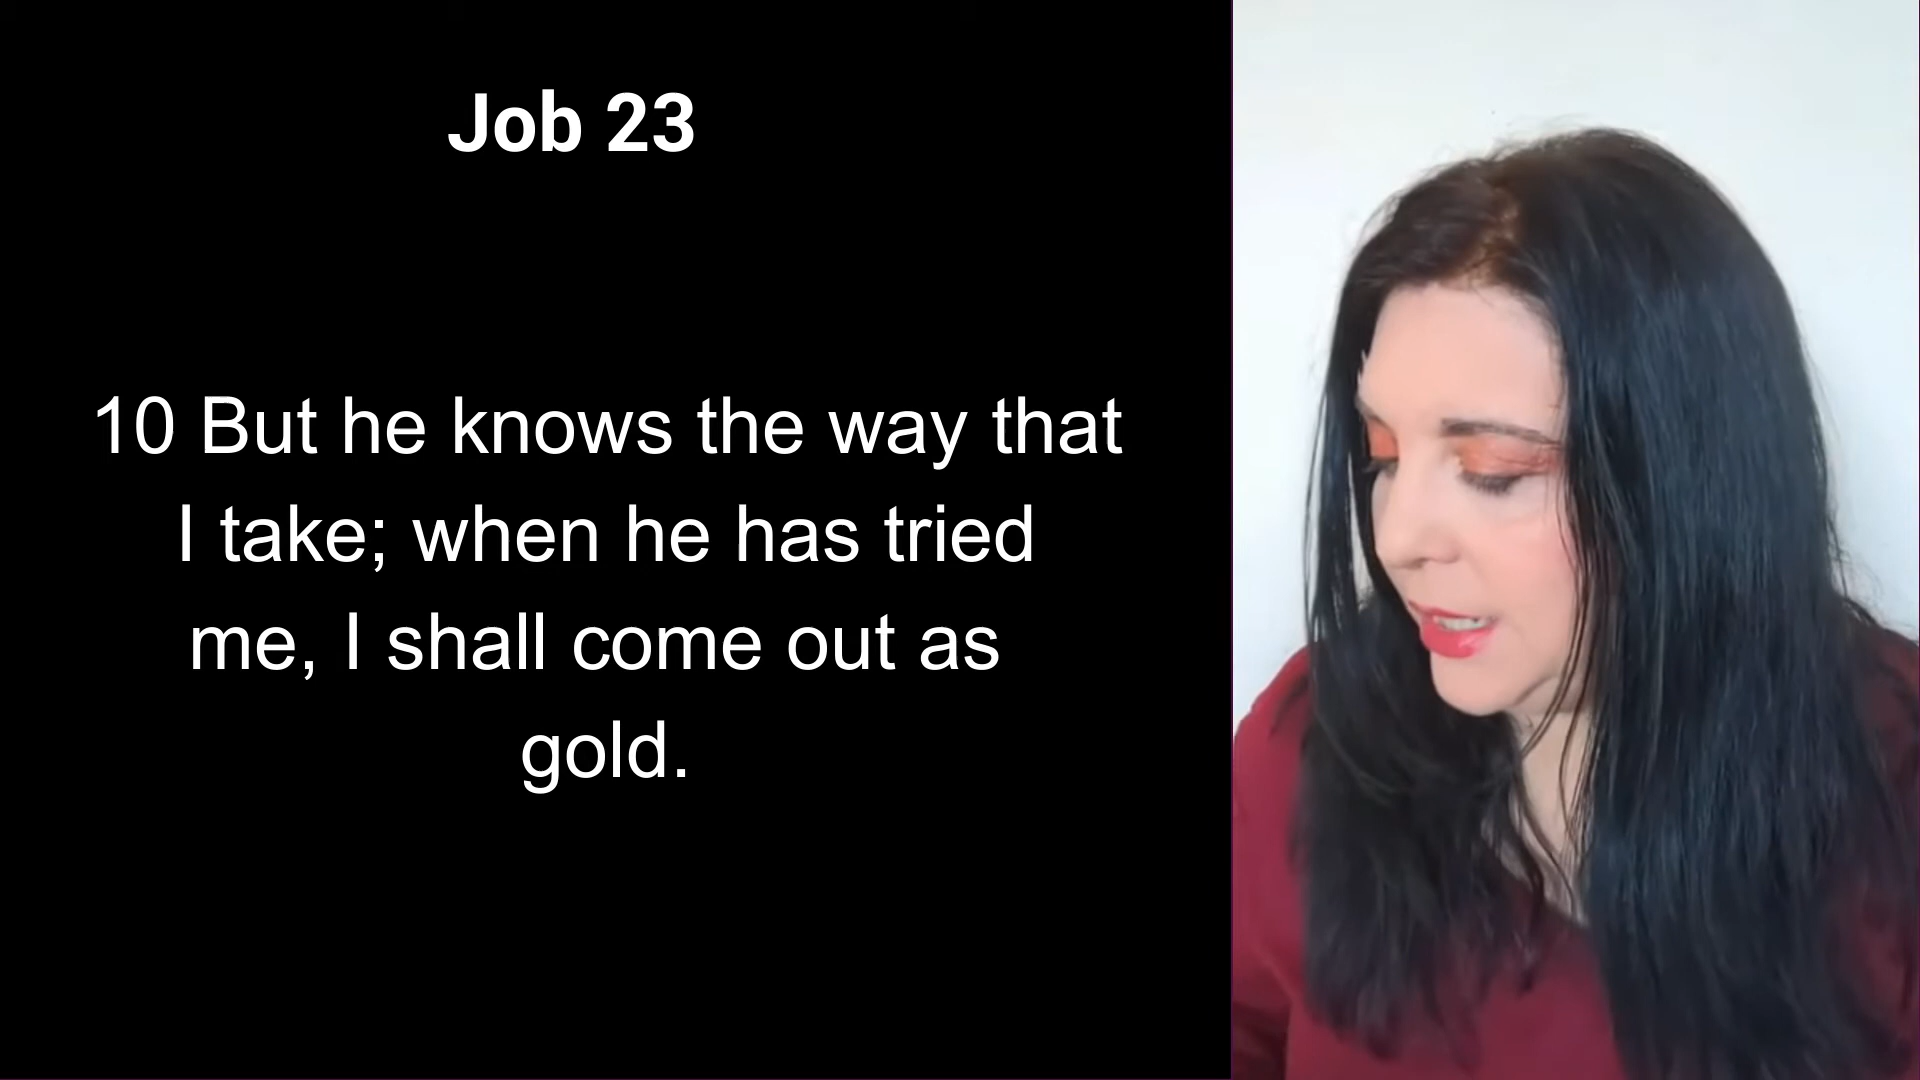 Job 23
10 But he knows the way that
I take; when he has tried
me, I shall come out as
gold.